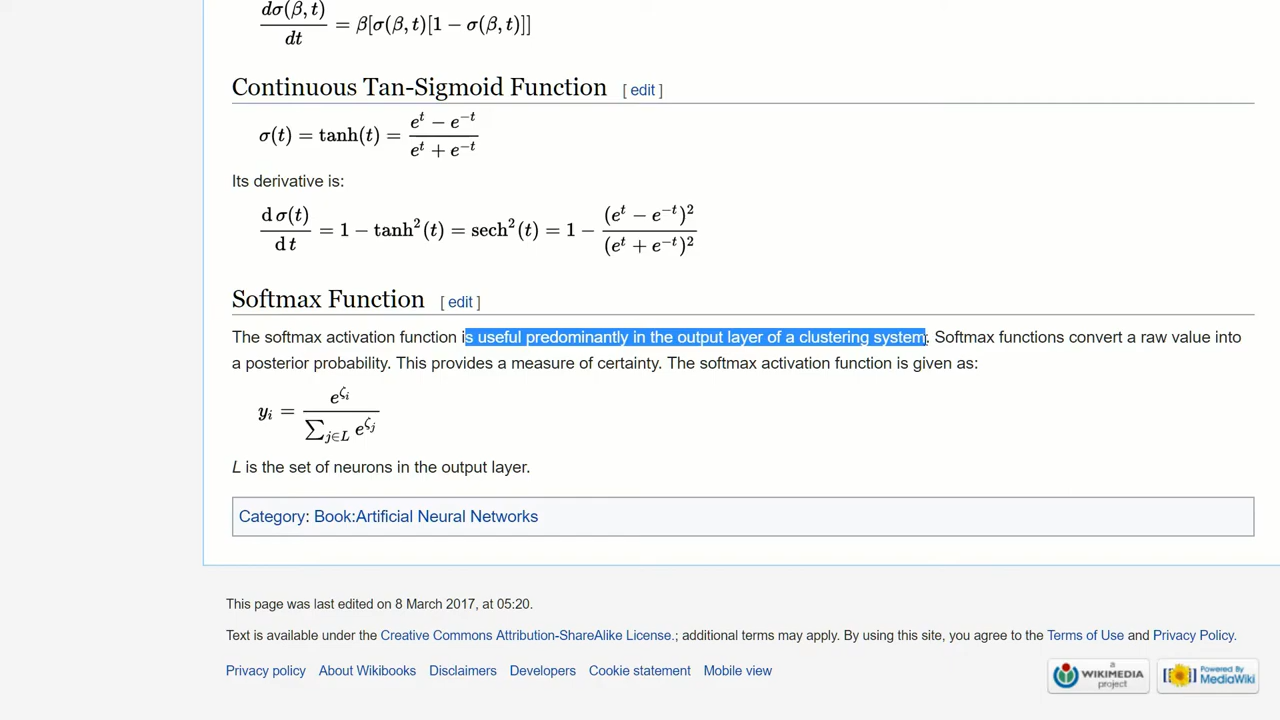 dσ(β,t)/dt = β[σ(β,t)[1 − σ(β,t)]]
Continuous Tan-Sigmoid Function [ edit ]
σ(t) = tanh(t) = (e^t − e^−t)/(e^t + e^−t)
Its derivative is:
d σ(t)/d t = 1 − tanh²(t) = sech²(t) = 1 − (e^t − e^−t)²/(e^t + e^−t)²
Softmax Function [ edit ]
The softmax activation function is useful predominantly in the output layer of a clustering system. Softmax functions convert a raw value into
a posterior probability. This provides a measure of certainty. The softmax activation function is given as:
y_i = e^ζ_i / ∑_j∈L e^ζ_j
L is the set of neurons in the output layer.
Category: Book:Artificial Neural Networks
This page was last edited on 8 March 2017, at 05:20.
Text is available under the Creative Commons Attribution-ShareAlike License.; additional terms may apply. By using this site, you agree to the Terms of Use and Privacy Policy.
Privacy policy About Wikibooks Disclaimers Developers Cookie statement Mobile view
a WIKIMEDIA project
Powered By MediaWiki